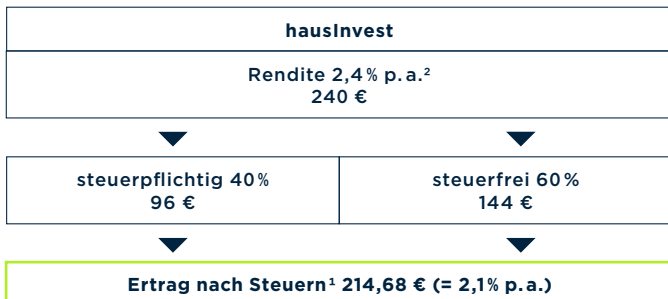 hausInvest
Rendite 2,4% p.a.²
240 €
steuerpflichtig 40%
96 €
steuerfrei 60%
144 €
Ertrag nach Steuern¹ 214,68 € (= 2,1% p.a.)